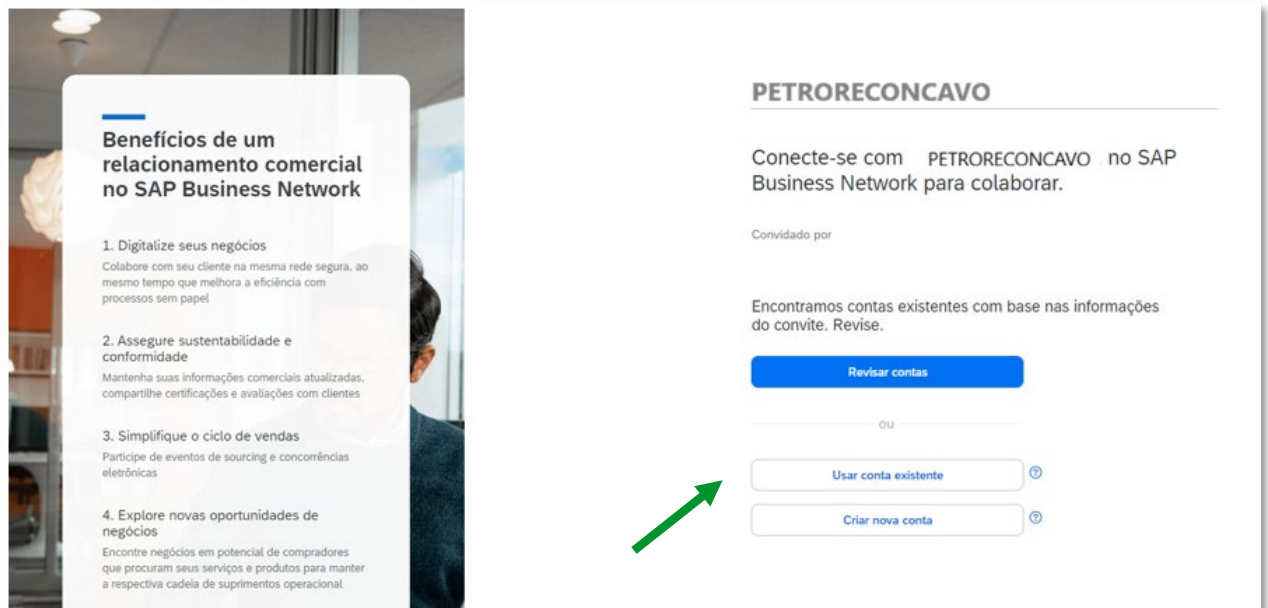 Benefícios de um
relacionamento comercial
no SAP Business Network
1. Digitalize seus negócios
Colabore com seu cliente na mesma rede segura, ao
mesmo tempo que melhora a eficiência com
processos sem papel
2. Assegure sustentabilidade e
conformidade
Mantenha suas informações comerciais atualizadas,
compartilhe certificações e avaliações com clientes
3. Simplifique o ciclo de vendas
Participe de eventos de sourcing e concorrências
eletrônicas
4. Explore novas oportunidades de
negócios
Encontre negócios em potencial de compradores
que procuram seus serviços e produtos para manter
a respectiva cadeia de suprimentos operacional
PETRORECONCAVO
Conecte-se com PETRORECONCAVO no SAP
Business Network para colaborar.
Convidado por
Encontramos contas existentes com base nas informações
do convite. Revise.
Revisar contas
ou
Usar conta existente
Criar nova conta